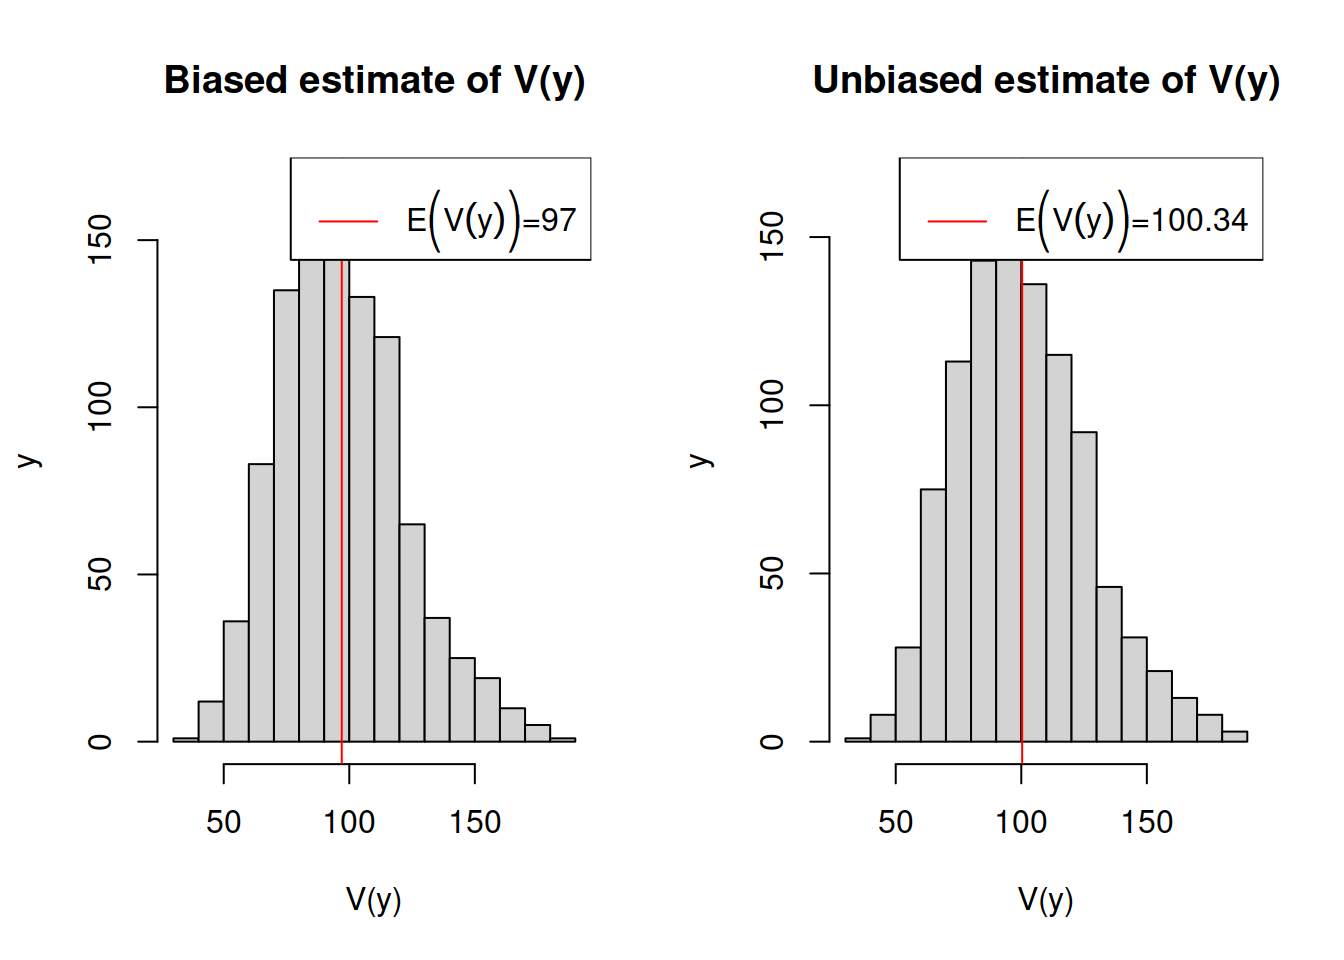 Biased estimate of V(y)
E(V(y))=97
y
0
50
100
150
50 100 150
V(y)
Unbiased estimate of V(y)
E(V(y))=100.34
y
0
50
100
150
50 100 150
V(y)